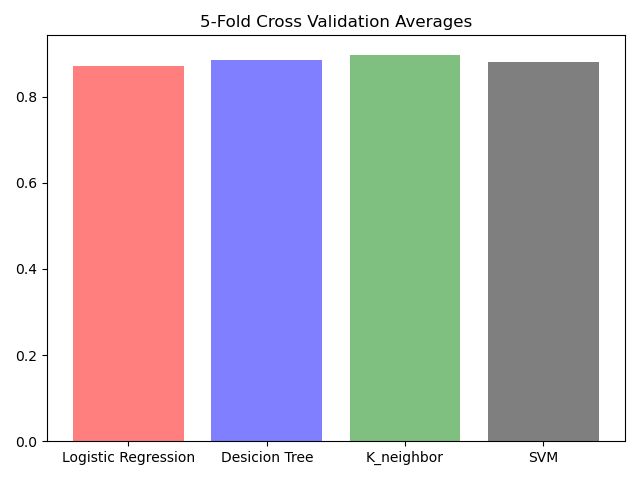 5-Fold Cross Validation Averages
0.8
0.6
0.4
0.2
0.0
Logistic Regression Desicion Tree K_neighbor SVM